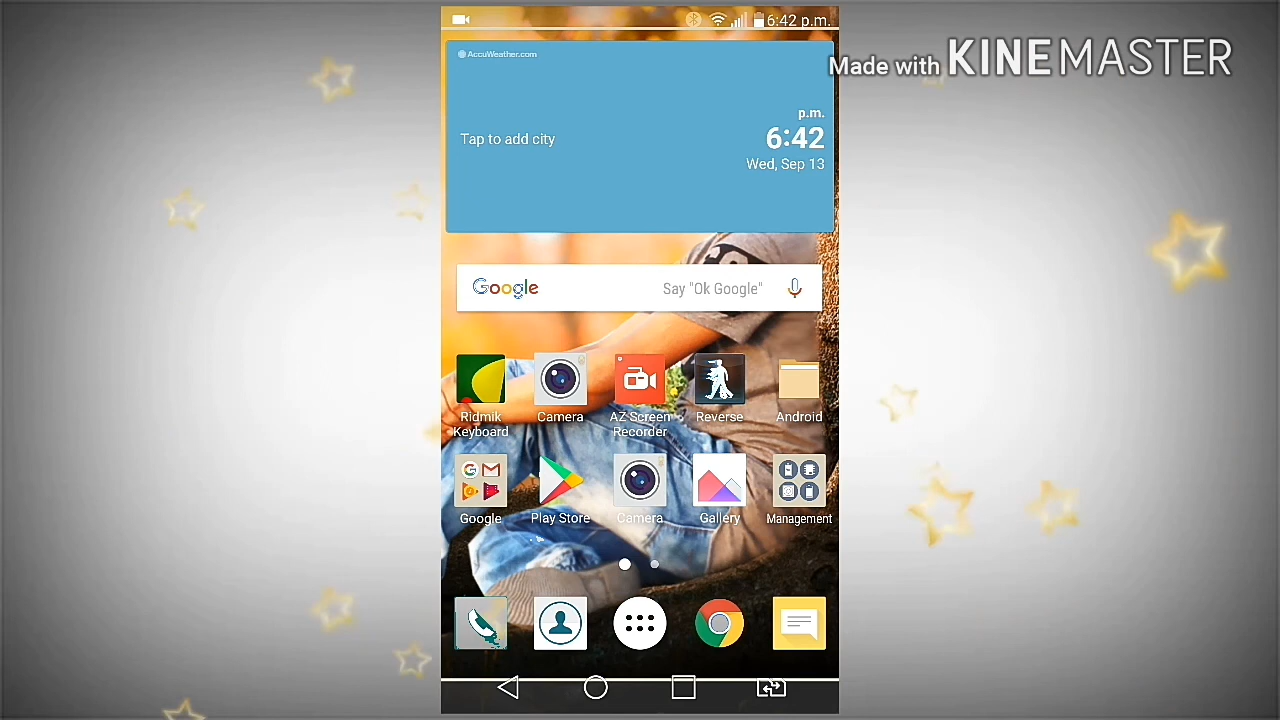 6:42 p.m.
Made with KINEMASTER
AccuWeather.com
p.m.
Tap to add city
6:42
Wed, Sep 13
Google
Say "Ok Google"
Ridmik
Keyboard
Camera
AZ Screen
Recorder
Reverse
Android
Google
Play Store
Camera
Gallery
Management